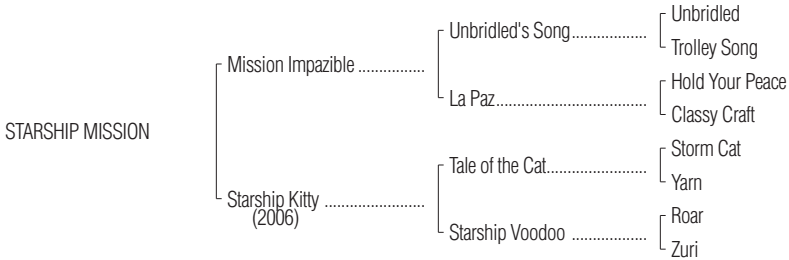 Unbridled
Unbridled's Song..................
Trolley Song
Mission Impazible ................
Hold Your Peace
La Paz...................................
Classy Craft
STARSHIP MISSION
Storm Cat
Tale of the Cat.......................
Yarn
Starship Kitty ........................
(2006)
Roar
Starship Voodoo ..................
Zuri